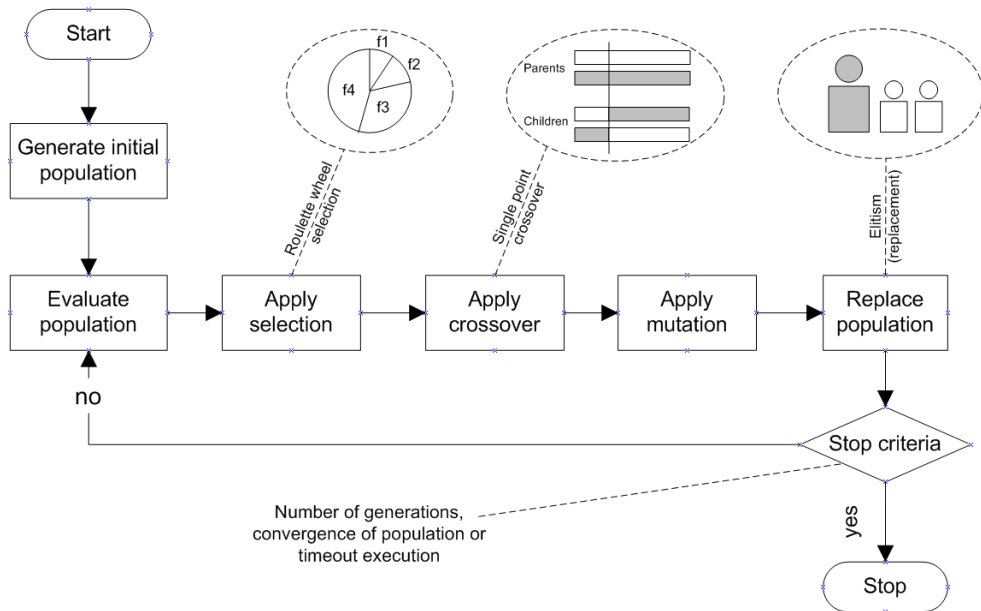 Start
f1
f2
f3
f4
Parents
Children
Generate initial
population
Roulette wheel
selection
Single point
crossover
Elitism
(replacement)
Evaluate
population
Apply
selection
Apply
crossover
Apply
mutation
Replace
population
no
Stop criteria
Number of generations,
convergence of population or
timeout execution
yes
Stop